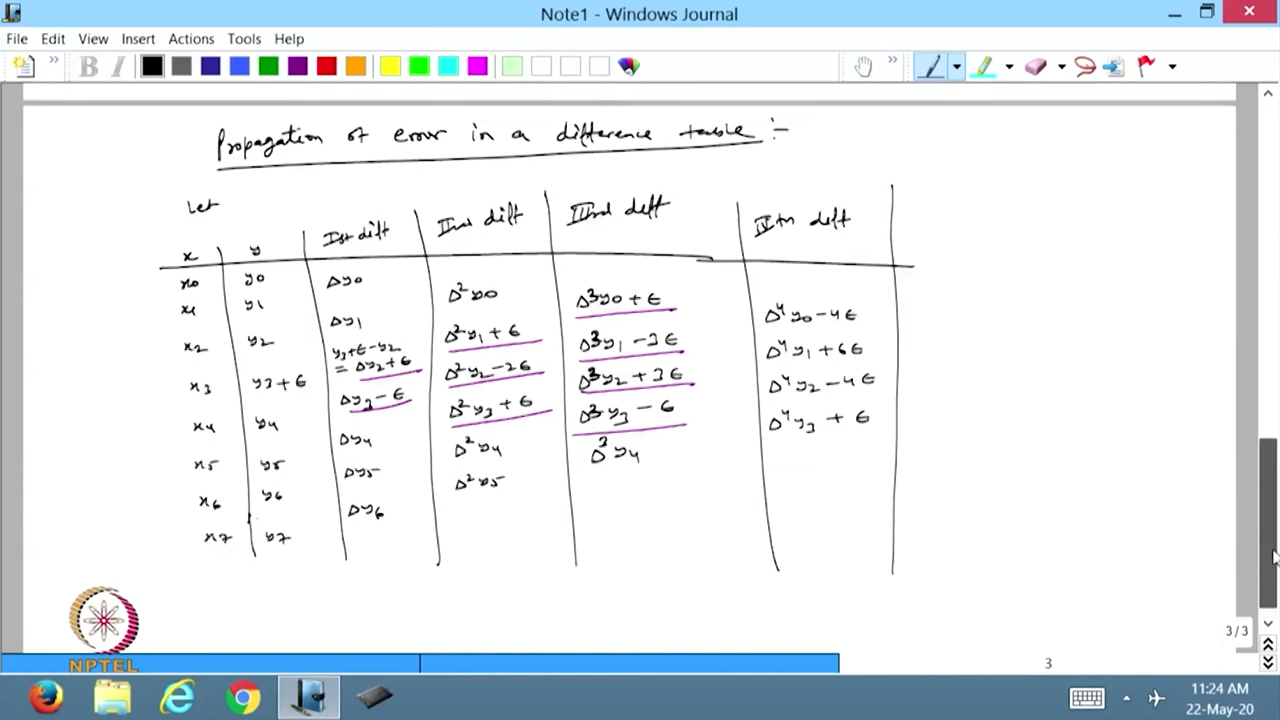 Note1 - Windows Journal
File Edit View Insert Actions Tools Help
Propagation of error in a difference table :-
Let
x y Ist diff IInd diff IIIrd deff IVth deff
x0 y0 Δy0 Δ²y0 Δ³y0 + ϵ Δ⁴y0 - 4ϵ
x1 y1 Δy1 Δ²y1 + ϵ Δ³y1 - 3ϵ Δ⁴y1 + 6ϵ
x2 y2 y3+ϵ-y2
= Δy2 + ϵ Δ²y2 - 2ϵ Δ³y2 + 3ϵ Δ⁴y2 - 4ϵ
x3 y3 + ϵ Δy3 - ϵ Δ²y3 + ϵ Δ³y3 - ϵ Δ⁴y3 + ϵ
x4 y4 Δy4 Δ²y4 Δ³y4
x5 y5 Δy5 Δ²y5
x6 y6 Δy6
x7 y7
NPTEL
3/3
3
11:24 AM
22-May-20